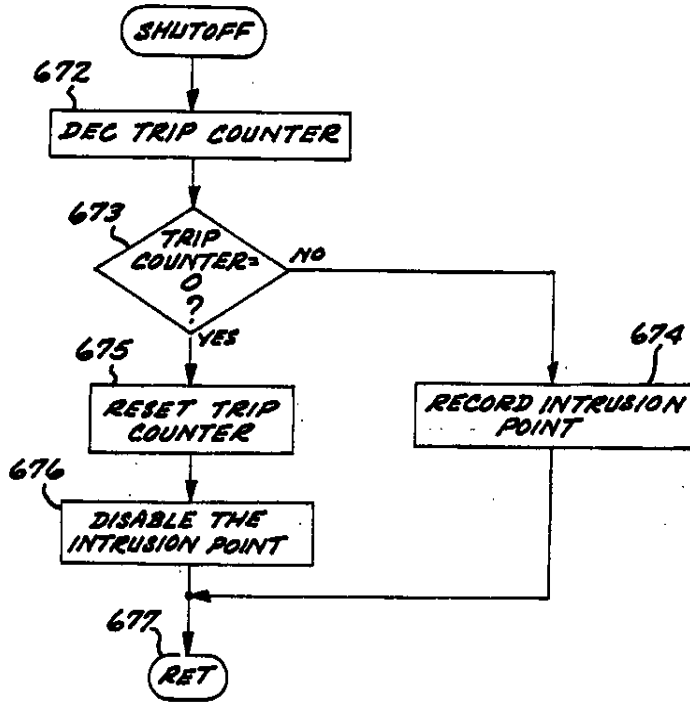 SHUTOFF
672
DEC TRIP COUNTER
673
TRIP
COUNTER=
0
?
NO
YES
675
RESET TRIP
COUNTER
674
RECORD INTRUSION
POINT
676
DISABLE THE
INTRUSION POINT
677
RET